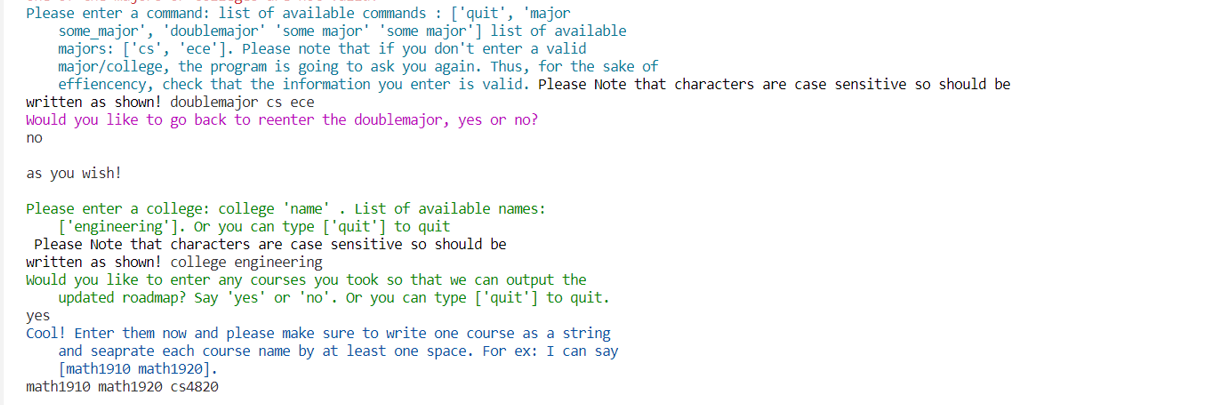 Please enter a command: list of available commands : ['quit', 'major
some_major', 'doublemajor' 'some major' 'some major'] list of available
majors: ['cs', 'ece']. Please note that if you don't enter a valid
major/college, the program is going to ask you again. Thus, for the sake of
effiencency, check that the information you enter is valid. Please Note that characters are case sensitive so should be
written as shown! doublemajor cs ece
Would you like to go back to reenter the doublemajor, yes or no?
no
as you wish!
Please enter a college: college 'name' . List of available names:
['engineering']. Or you can type ['quit'] to quit
Please Note that characters are case sensitive so should be
written as shown! college engineering
Would you like to enter any courses you took so that we can output the
updated roadmap? Say 'yes' or 'no'. Or you can type ['quit'] to quit.
yes
Cool! Enter them now and please make sure to write one course as a string
and seaprate each course name by at least one space. For ex: I can say
[math1910 math1920].
math1910 math1920 cs4820